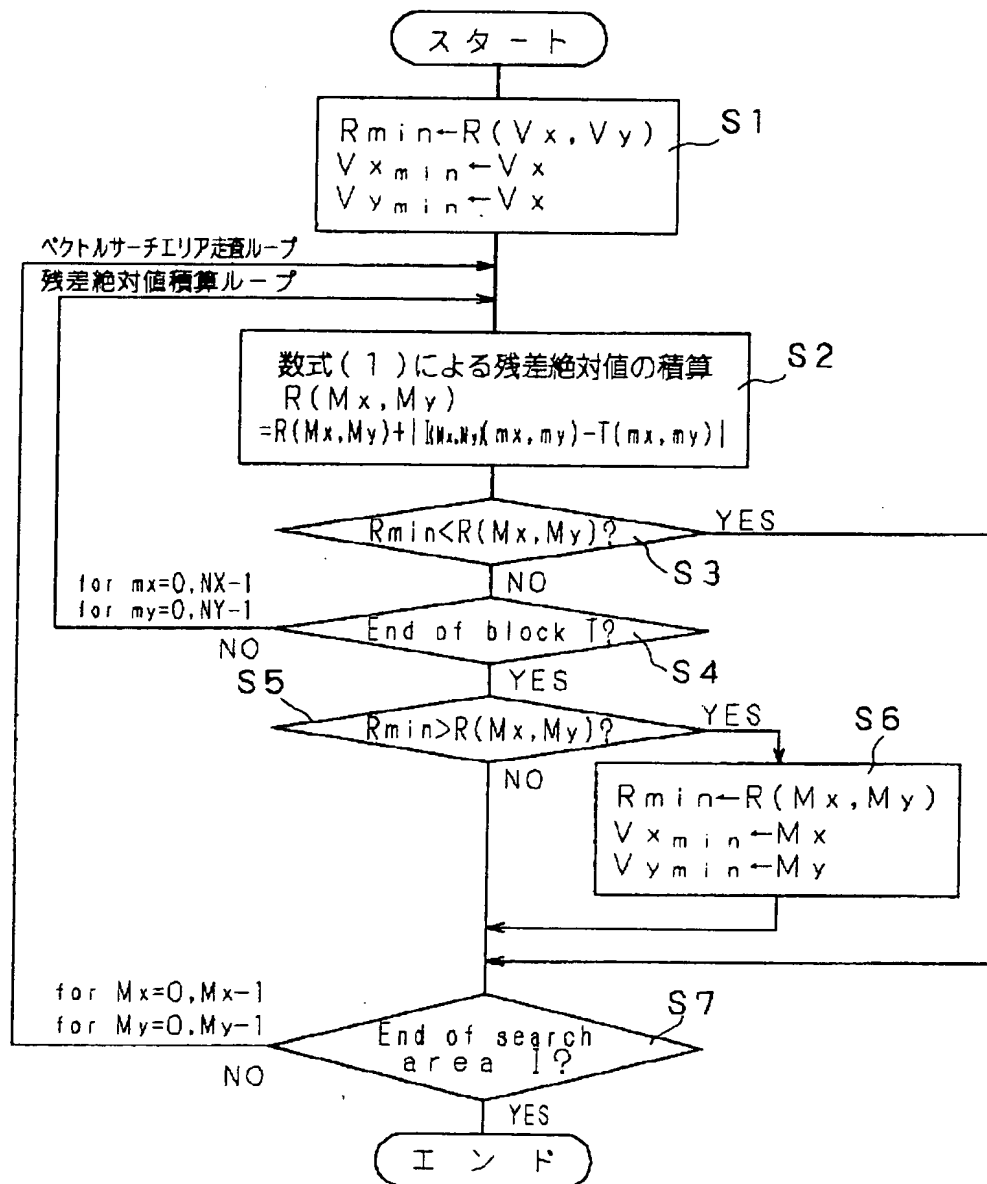 スタート
S1
Rmin←R(Vx,Vy)
Vxmin←Vx
Vymin←Vx
ベクトルサーチエリア走査ループ
残差絶対値積算ループ
S2
数式(1)による残差絶対値の積算
R(Mx,My)
=R(Mx,My)+|I(Mx,My)(mx,my)-T(mx,my)|
Rmin<R(Mx,My)?
YES
S3
NO
for mx=0,NX-1
for my=0,NY-1
End of block T?
NO
S4
YES
S5
Rmin>R(Mx,My)?
YES
S6
NO
Rmin←R(Mx,My)
Vxmin←Mx
Vymin←My
for Mx=0,Mx-1
for My=0,My-1
S7
End of search
area I?
NO
YES
エンド